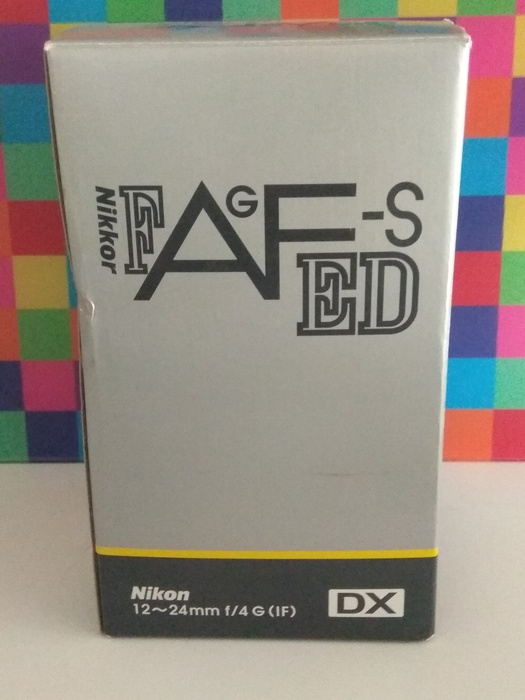 Nikkor
F AF-S
G
ED
Nikon
12~24mm f/4 G (IF)
DX